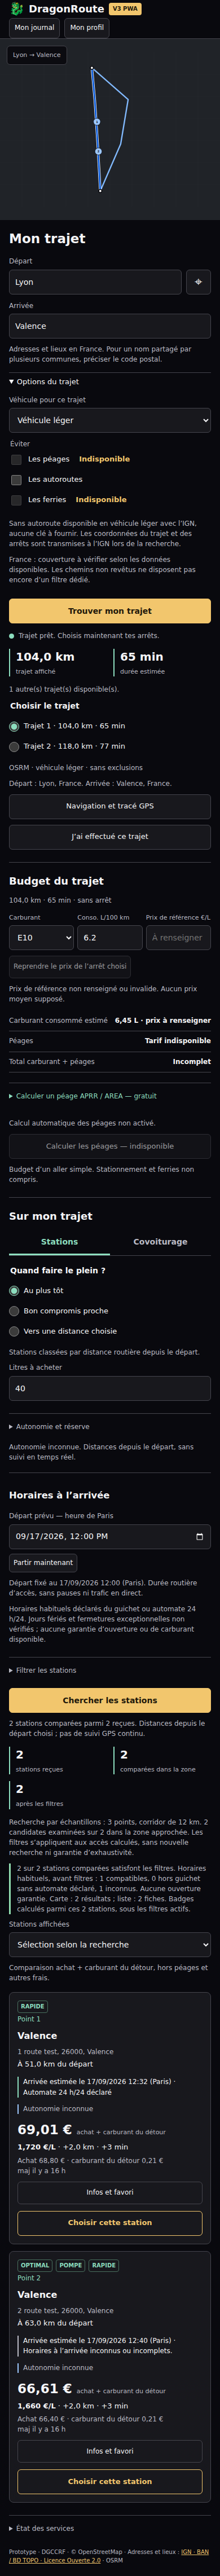 DragonRoute V3 PWA
Mon journal Mon profil
Lyon → Valence
Mon trajet
Départ
Lyon
Arrivée
Valence
Adresses et lieux en France. Pour un nom partagé par
plusieurs communes, préciser le code postal.
▼ Options du trajet
Véhicule pour ce trajet
Véhicule léger
Éviter
Les péages Indisponible
Les autoroutes
Les ferries Indisponible
Sans autoroute disponible en véhicule léger avec l’IGN,
aucune clé à fournir. Les coordonnées du trajet et des
arrêts sont transmises à l’IGN lors de la recherche.
France : couverture à vérifier selon les données
disponibles. Les chemins non revêtus ne disposent pas
encore d’un filtre dédié.
Trouver mon trajet
Trajet prêt. Choisis maintenant tes arrêts.
104,0 km 65 min
trajet affiché durée estimée
1 autre(s) trajet(s) disponible(s).
Choisir le trajet
Trajet 1 · 104,0 km · 65 min
Trajet 2 · 118,0 km · 77 min
OSRM · véhicule léger · sans exclusions
Départ : Lyon, France. Arrivée : Valence, France.
Navigation et tracé GPS
J’ai effectué ce trajet
Budget du trajet
104,0 km · 65 min · sans arrêt
Carburant Conso. L/100 km Prix de référence €/L
E10 6.2 À renseigner
Reprendre le prix de l’arrêt choisi
Prix de référence non renseigné ou invalide. Aucun prix
moyen supposé.
Carburant consommé estimé 6,45 L · prix à renseigner
Péages Tarif indisponible
Total carburant + péages Incomplet
▶ Calculer un péage APRR / AREA — gratuit
Calcul automatique des péages non activé.
Calculer les péages — indisponible
Budget d’un aller simple. Stationnement et ferries non
compris.
Sur mon trajet
Stations Covoiturage
Quand faire le plein ?
Au plus tôt
Bon compromis proche
Vers une distance choisie
Stations classées par distance routière depuis le départ.
Litres à acheter
40
▶ Autonomie et réserve
Autonomie inconnue. Distances depuis le départ, sans
suivi en temps réel.
Horaires à l’arrivée
Départ prévu — heure de Paris
09/17/2026, 12:00 PM
Partir maintenant
Départ fixé au 17/09/2026 12:00 (Paris). Durée routière
d’accès, sans pauses ni trafic en direct.
Horaires habituels déclarés du guichet ou automate 24
h/24. Jours fériés et fermetures exceptionnelles non
vérifiés ; aucune garantie d’ouverture ou de carburant
disponible.
▶ Filtrer les stations
Chercher les stations
2 stations comparées parmi 2 reçues. Distances depuis le
départ choisi ; pas de suivi GPS continu.
2 2
stations reçues comparées dans la zone
2
après les filtres
Recherche par échantillons : 3 points, corridor de 12 km. 2
candidates examinées sur 2 dans la zone approchée. Les
filtres s’appliquent aux accès calculés, sans nouvelle
recherche ni garantie d’exhaustivité.
2 sur 2 stations comparées satisfont les filtres. Horaires
habituels, avant filtres : 1 compatibles, 0 hors guichet
sans automate déclaré, 1 inconnus. Aucune ouverture
garantie. Carte : 2 résultats ; liste : 2 fiches. Badges
calculés parmi ces 2 stations, sous les filtres actifs.
Stations affichées
Sélection selon la recherche
Comparaison achat + carburant du détour, hors péages et
autres frais.
RAPIDE
Point 1
Valence
1 route test, 26000, Valence
À 51,0 km du départ
Arrivée estimée le 17/09/2026 12:32 (Paris) ·
Automate 24 h/24 déclaré
Autonomie inconnue
69,01 € achat + carburant du détour
1,720 €/L · +2,0 km · +3 min
Achat 68,80 € · carburant du détour 0,21 €
maj il y a 16 h
Infos et favori
Choisir cette station
OPTIMAL POMPE RAPIDE
Point 2
Valence
2 route test, 26000, Valence
À 63,0 km du départ
Arrivée estimée le 17/09/2026 12:40 (Paris) ·
Horaires à l’arrivée inconnus ou incomplets.
Autonomie inconnue
66,61 € achat + carburant du détour
1,660 €/L · +2,0 km · +3 min
Achat 66,40 € · carburant du détour 0,21 €
maj il y a 16 h
Infos et favori
Choisir cette station
▶ État des services
Prototype · DGCCRF · © OpenStreetMap · Adresses et lieux : IGN · BAN
/ BD TOPO · Licence Ouverte 2.0 · OSRM